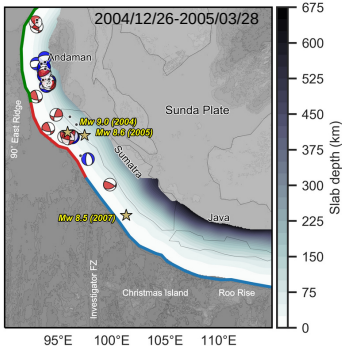 2004/12/26-2005/03/28
Andaman
Sunda Plate
90° East Ridge
Mw 9.0 (2004)
Mw 8.6 (2005)
Sumatra
Mw 8.5 (2007)
Java
Investigator FZ
Christmas Island
Roo Rise
95°E
100°E
105°E
110°E
675
600
525
450
375
300
225
150
75
0
Slab depth (km)